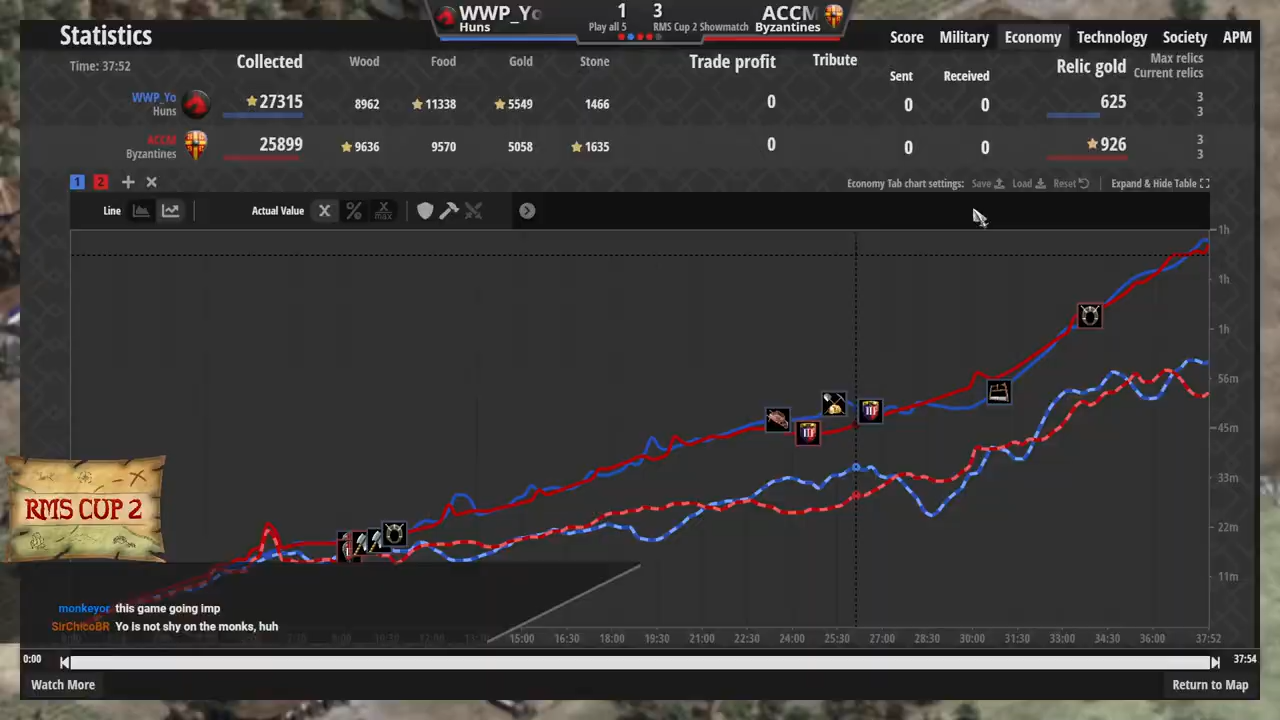 WWP_Yo 1 3 ACCM
Huns Play all 5 RMS Cup 2 Showmatch Byzantines
Statistics
Score Military Economy Technology Society APM
Time: 37:52
Collected Wood Food Gold Stone Trade profit Tribute Sent Received Relic gold Max relics
Current relics
WWP_Yo 27315 8962 11338 5549 1466 0 0 0 625 3
Huns 3
ACCM 25899 9636 9570 5058 1635 0 0 0 926 3
Byzantines 3
1 2 + Economy Tab chart settings: Save Load Reset Expand & Hide Table
Line Actual Value X % X max
1h
1h
1h
56m
45m
33m
22m
11m
III
III
RMS CUP 2
monkeyor this game going imp
SirChicoBR Yo is not shy on the monks, huh
15:00 16:30 18:00 19:30 21:00 22:30 24:00 25:30 27:00 28:30 30:00 31:30 33:00 34:30 36:00 37:52
0:00 37:54
Watch More Return to Map